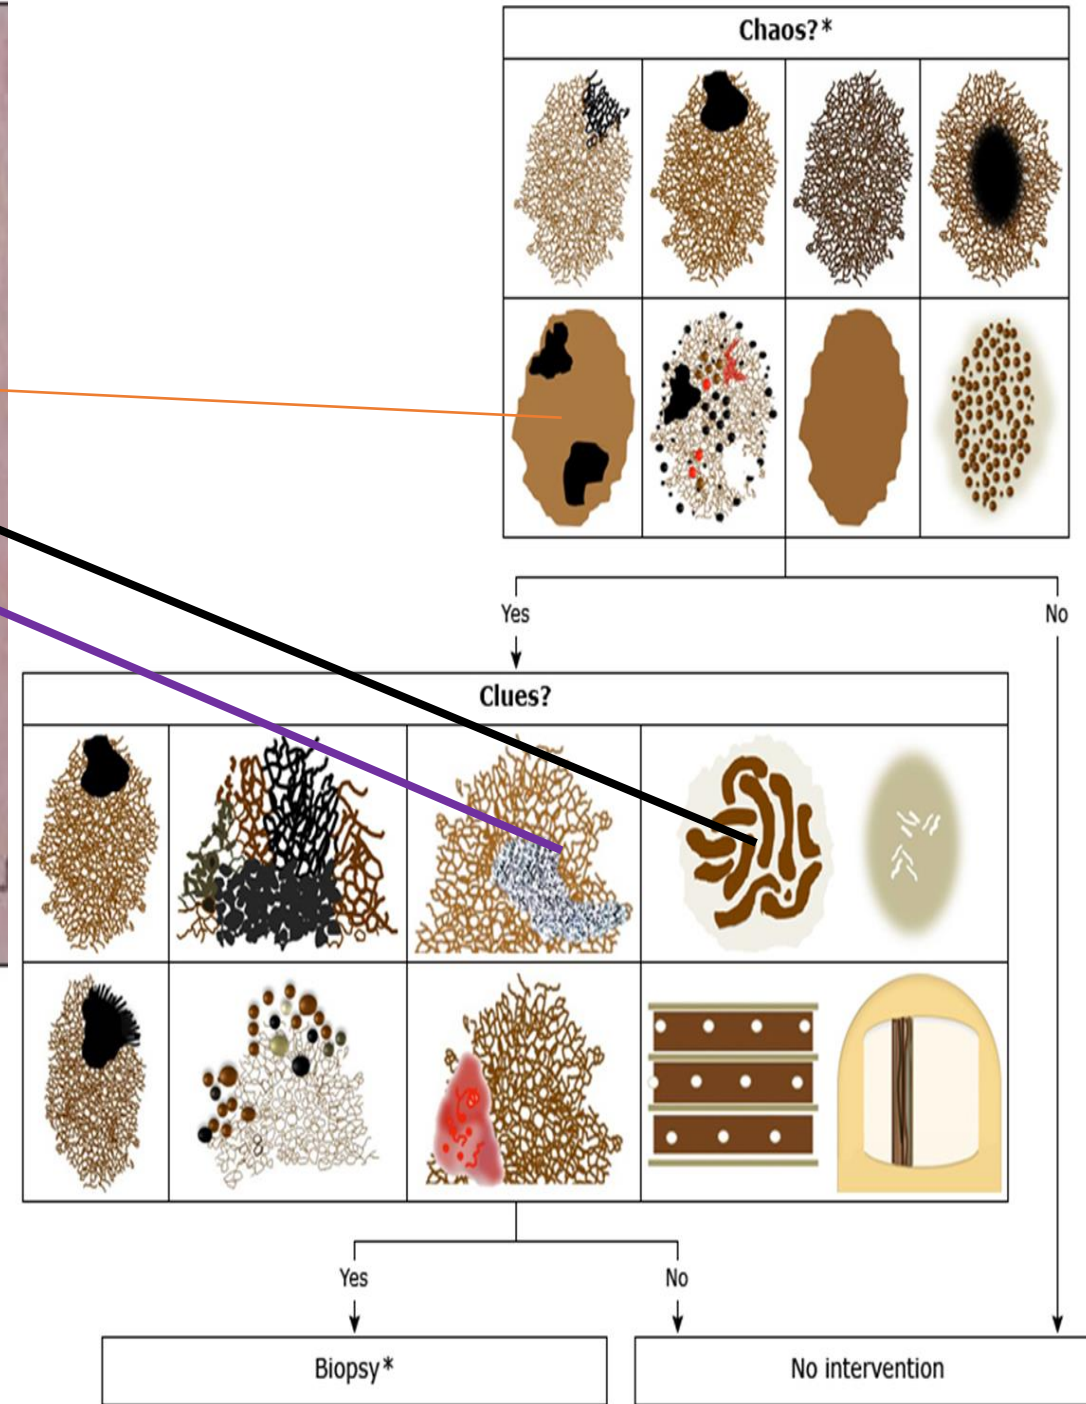 Chaos?*
Yes
No
Clues?
Yes
No
Biopsy*
No intervention